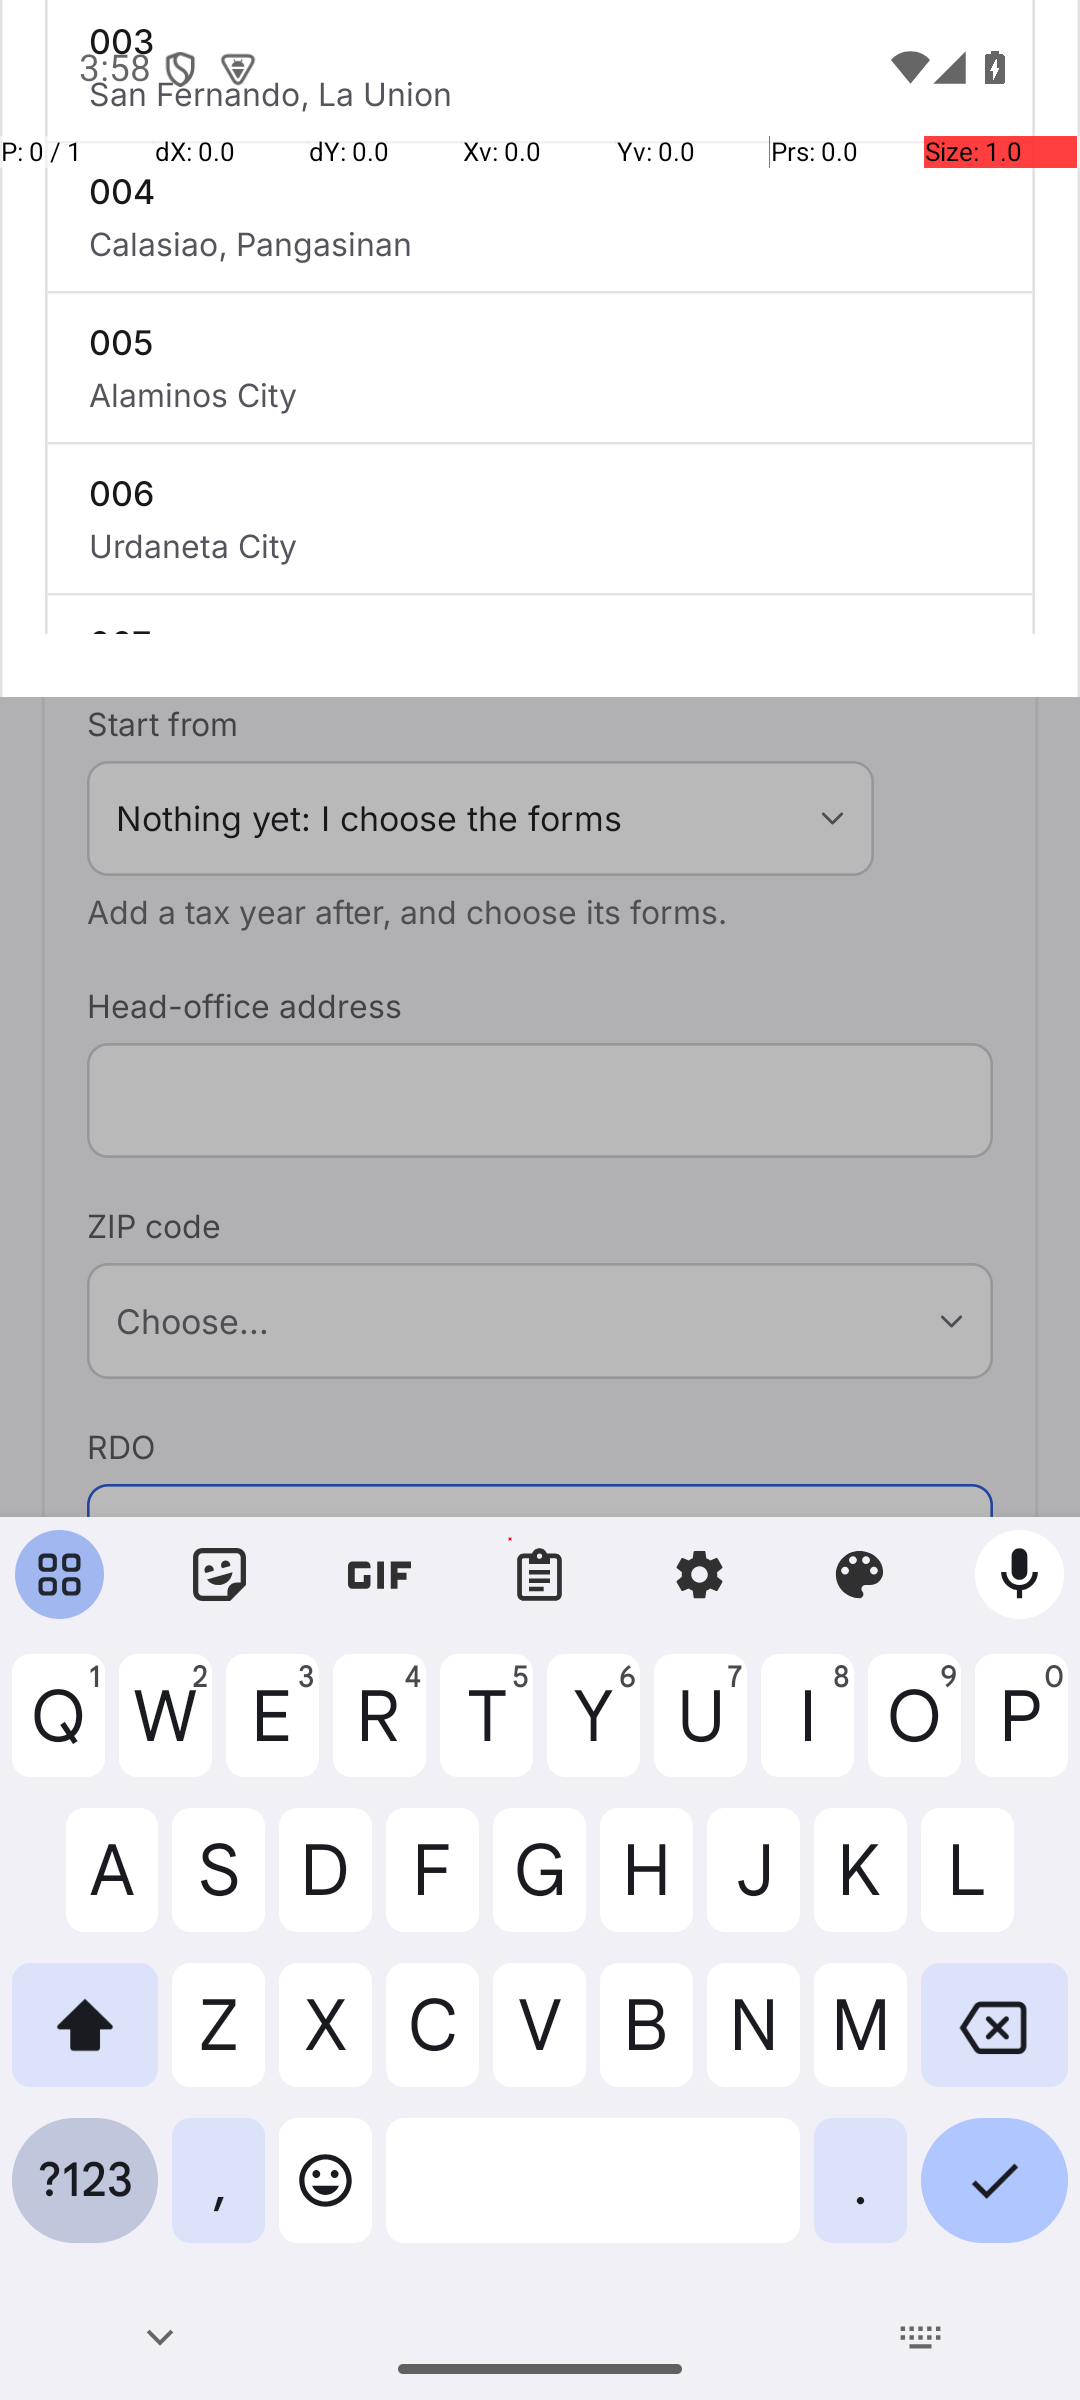 003
3:58
San Fernando, La Union
P: 0 / 1 dX: 0.0 dY: 0.0 Xv: 0.0 Yv: 0.0 Prs: 0.0 Size: 1.0
004
Calasiao, Pangasinan
005
Alaminos City
006
Urdaneta City
Start from
Nothing yet: I choose the forms
Add a tax year after, and choose its forms.
Head-office address
ZIP code
Choose...
RDO
GIF
Q 1 W 2 E 3 R 4 T 5 Y 6 U 7 I 8 O 9 P 0
A S D F G H J K L
Z X C V B N M
?123 , .